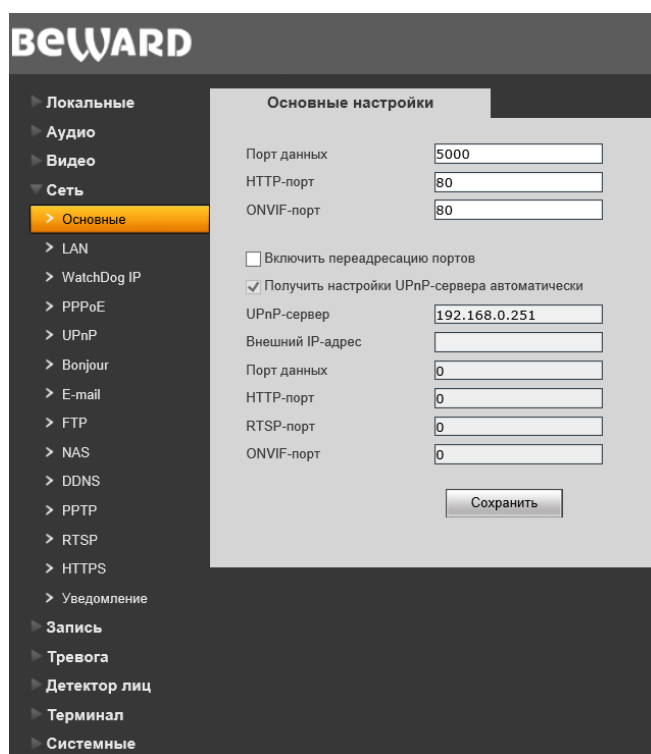 BEWARD
Локальные
Аудио
Видео
Сеть
Основные
LAN
WatchDog IP
PPPoE
UPnP
Bonjour
E-mail
FTP
NAS
DDNS
PPTP
RTSP
HTTPS
Уведомление
Запись
Тревога
Детектор лиц
Терминал
Системные
Основные настройки
Порт данных 5000
HTTP-порт 80
ONVIF-порт 80
Включить переадресацию портов
Получить настройки UPnP-сервера автоматически
UPnP-сервер 192.168.0.251
Внешний IP-адрес
Порт данных 0
HTTP-порт 0
RTSP-порт 0
ONVIF-порт 0
Сохранить